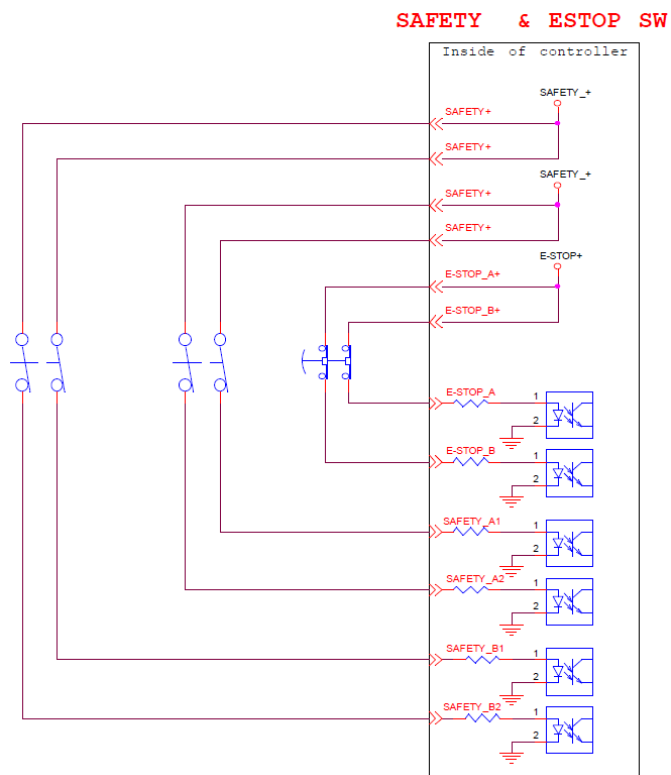 SAFETY & ESTOP SW
Inside of controller
SAFETY_+
SAFETY+
SAFETY+
SAFETY_+
SAFETY+
SAFETY+
E-STOP+
E-STOP_A+
E-STOP_B+
E-STOP_A
1
2
E-STOP_B
1
2
SAFETY_A1
1
2
SAFETY_A2
1
2
SAFETY_B1
1
2
SAFETY_B2
1
2